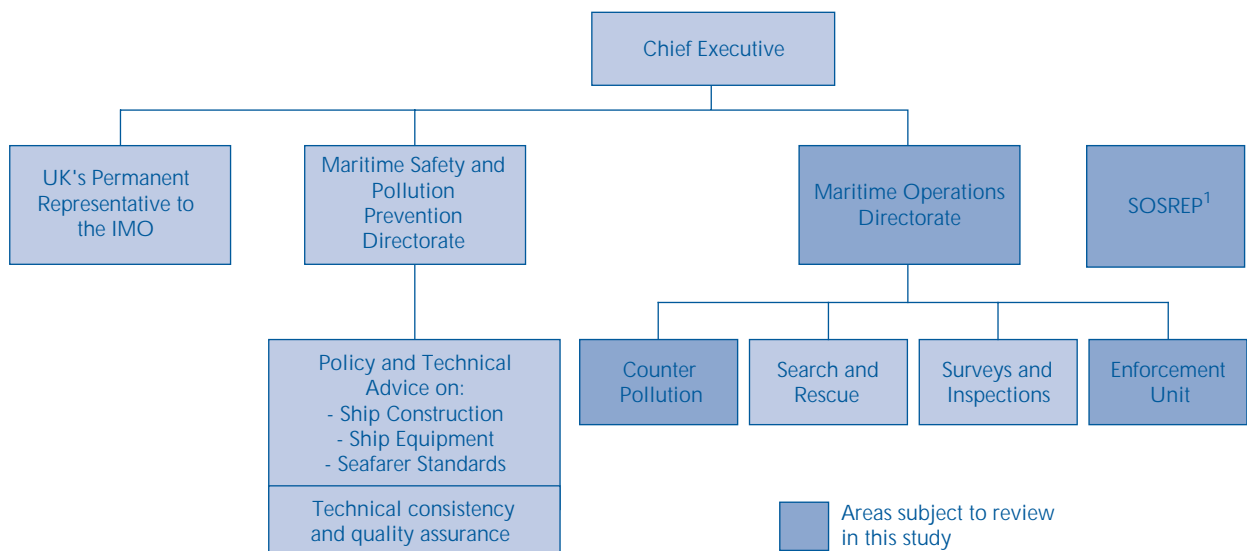 Chief Executive
UK's Permanent
Representative to
the IMO
Maritime Safety and
Pollution
Prevention
Directorate
Maritime Operations
Directorate
SOSREP¹
Policy and Technical
Advice on:
- Ship Construction
- Ship Equipment
- Seafarer Standards
Technical consistency
and quality assurance
Counter
Pollution
Search and
Rescue
Surveys and
Inspections
Enforcement
Unit
Areas subject to review
in this study